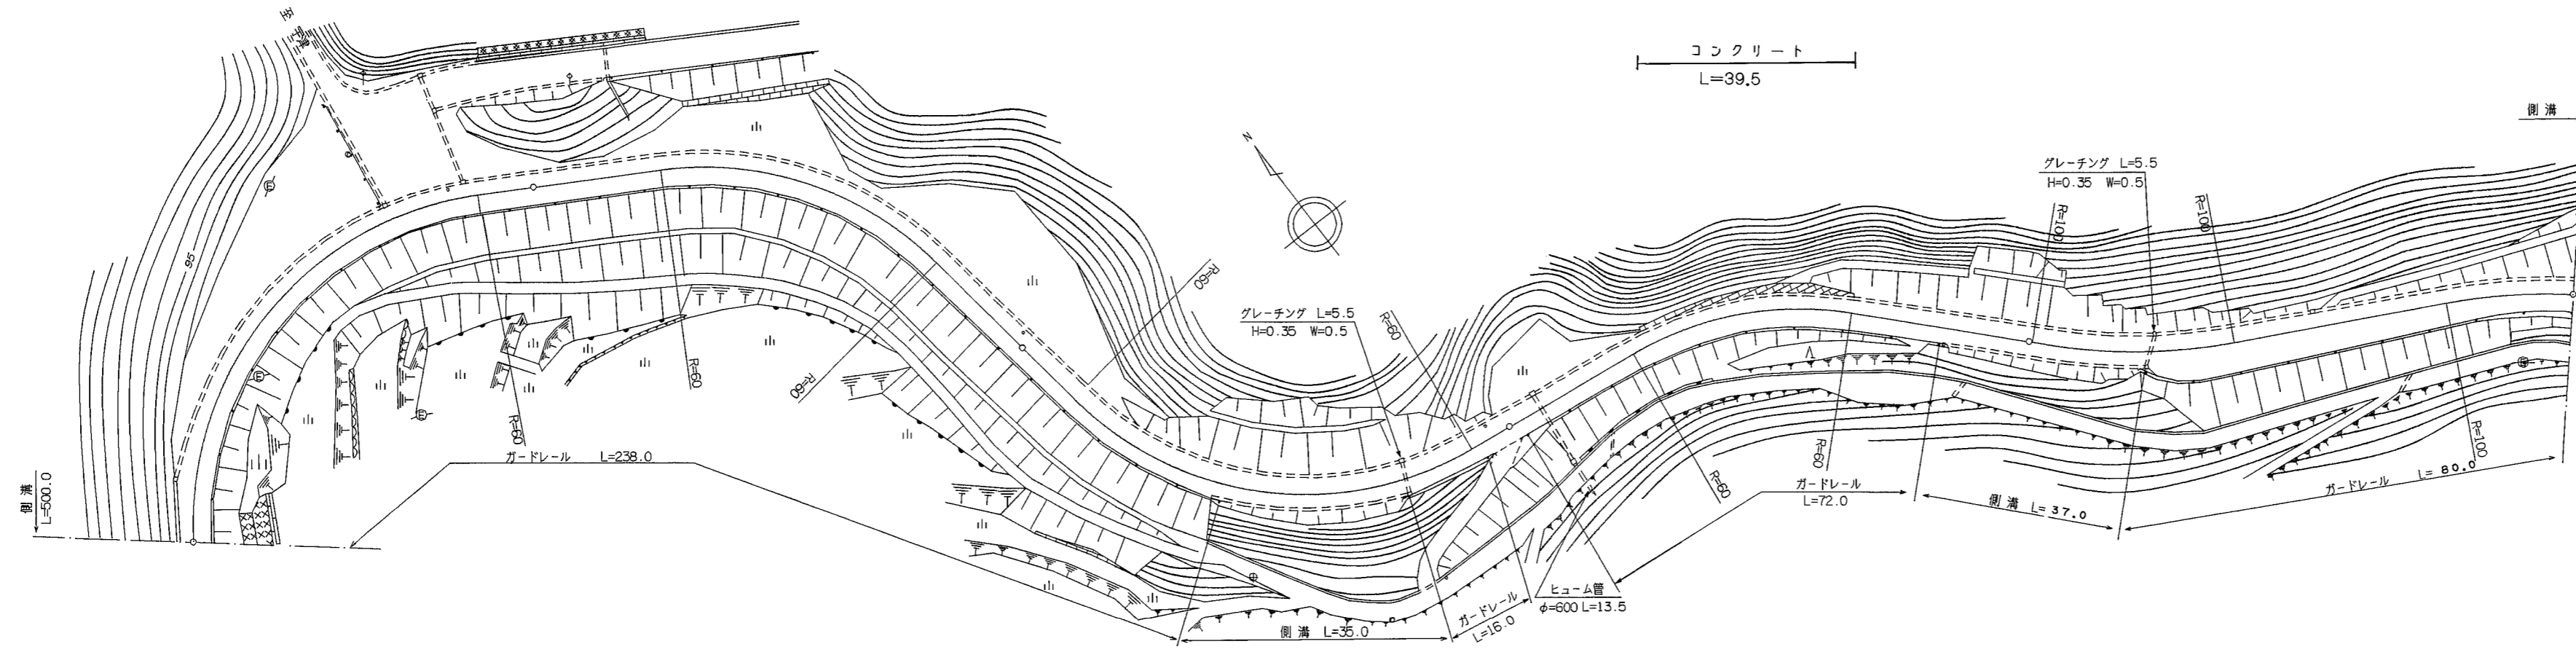 至
コンクリート
L=39.5
側溝
N
グレーチング L=5.5
H=0.35 W=0.5
R=100
R=100
95
R=60
グレーチング L=5.5
H=0.35 W=0.5
R=60
R=60
R=60
R=60
R=60
R=60
R=100
ガードレール L=238.0
側溝
L=500.0
ガードレール
L=72.0
側溝 L=37.0
ガードレール L=80.0
ヒューム管
φ=600 L=13.5
ガードレール
L=16.0
側溝 L=35.0